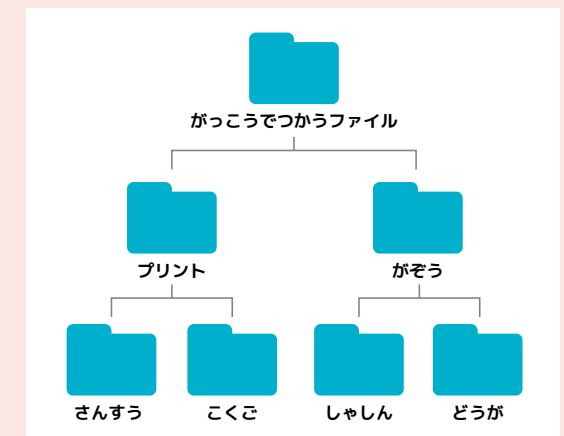 がっこうでつかうファイル
プリント
がぞう
さんすう
こくご
しゃしん
どうが